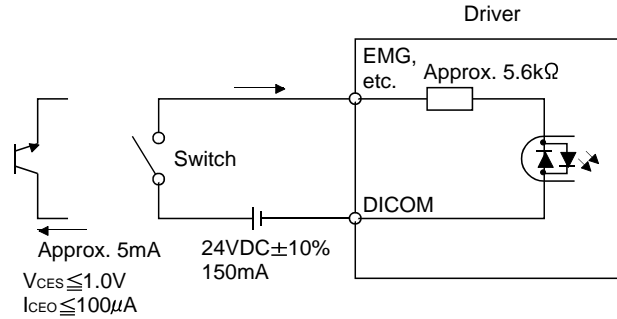 Driver
EMG,
etc.
Approx. 5.6kΩ
Switch
DICOM
Approx. 5mA
VCES≦1.0V
ICEO≦100μA
24VDC±10%
150mA